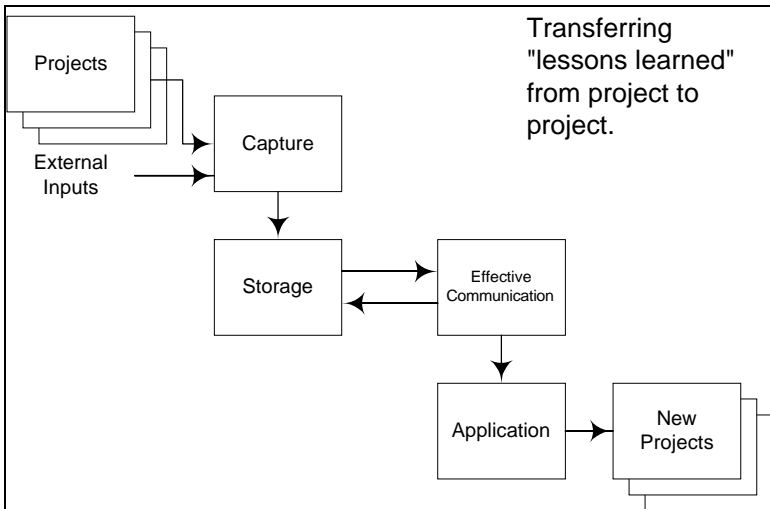 Transferring
"lessons learned"
from project to
project.
Projects
External
Inputs
Capture
Storage
Effective
Communication
Application
New
Projects